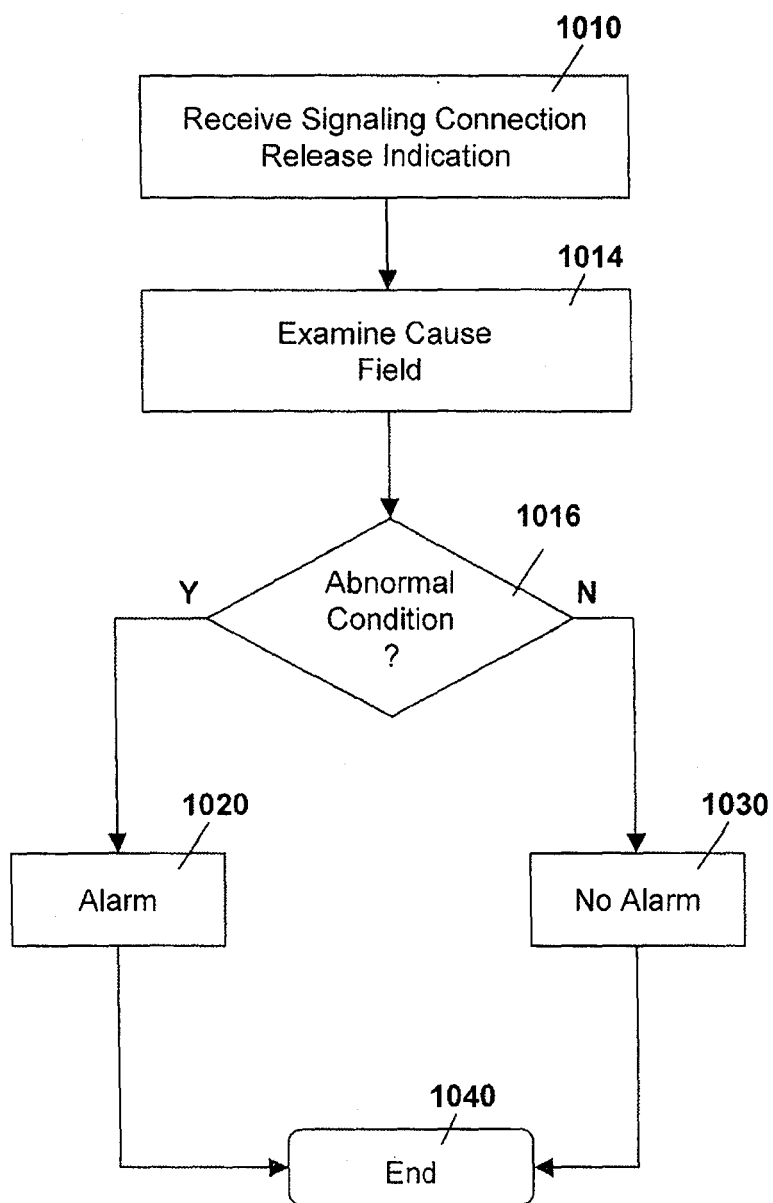 1010
Receive Signaling Connection
Release Indication
1014
Examine Cause
Field
1016
Y
Abnormal
N
Condition
?
1020
1030
Alarm
No Alarm
1040
End